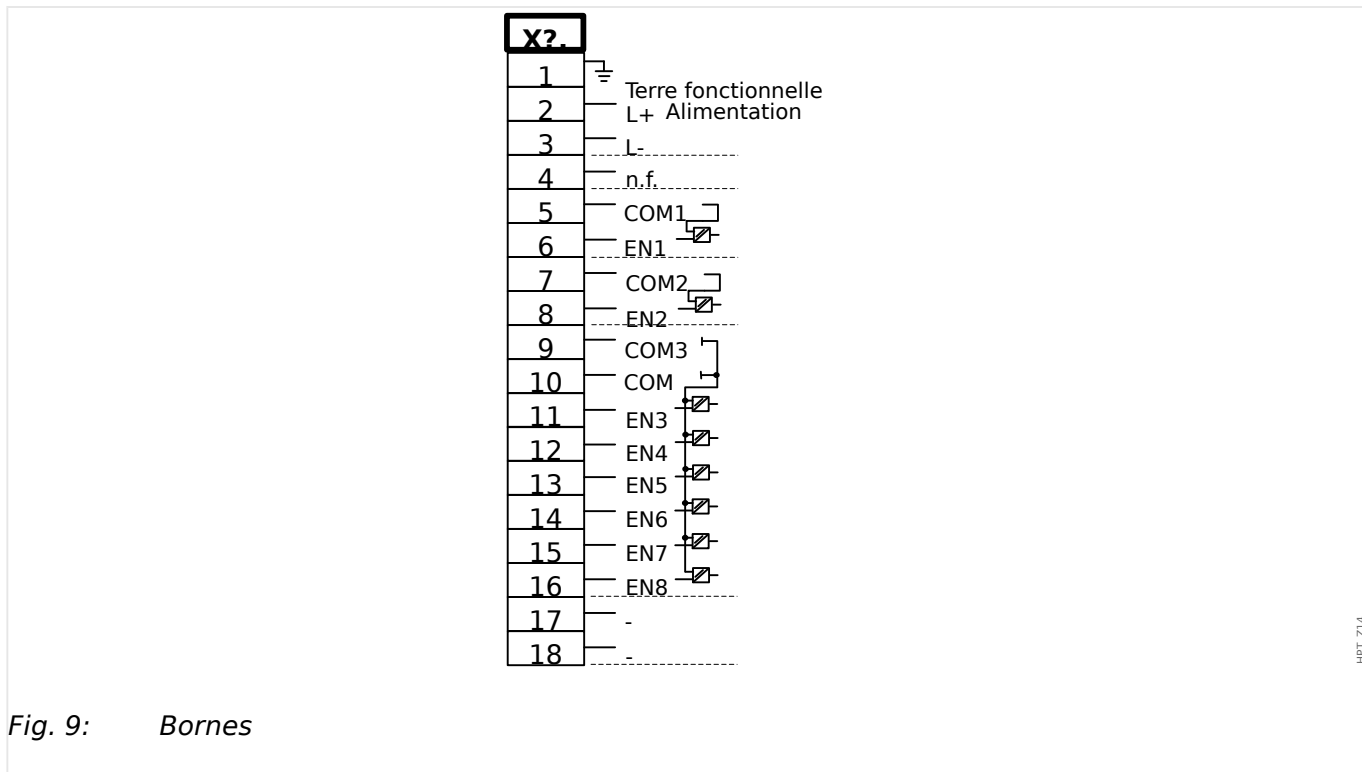 X?.
1
Terre fonctionnelle
2 L+ Alimentation
3 L-
4 n.f.
5 COM1
6 EN1
7 COM2
8 EN2
9 COM3
10 COM
11 EN3
12 EN4
13 EN5
14 EN6
15 EN7
16 EN8
17 -
18 -
HPT_Z14
Fig. 9: Bornes